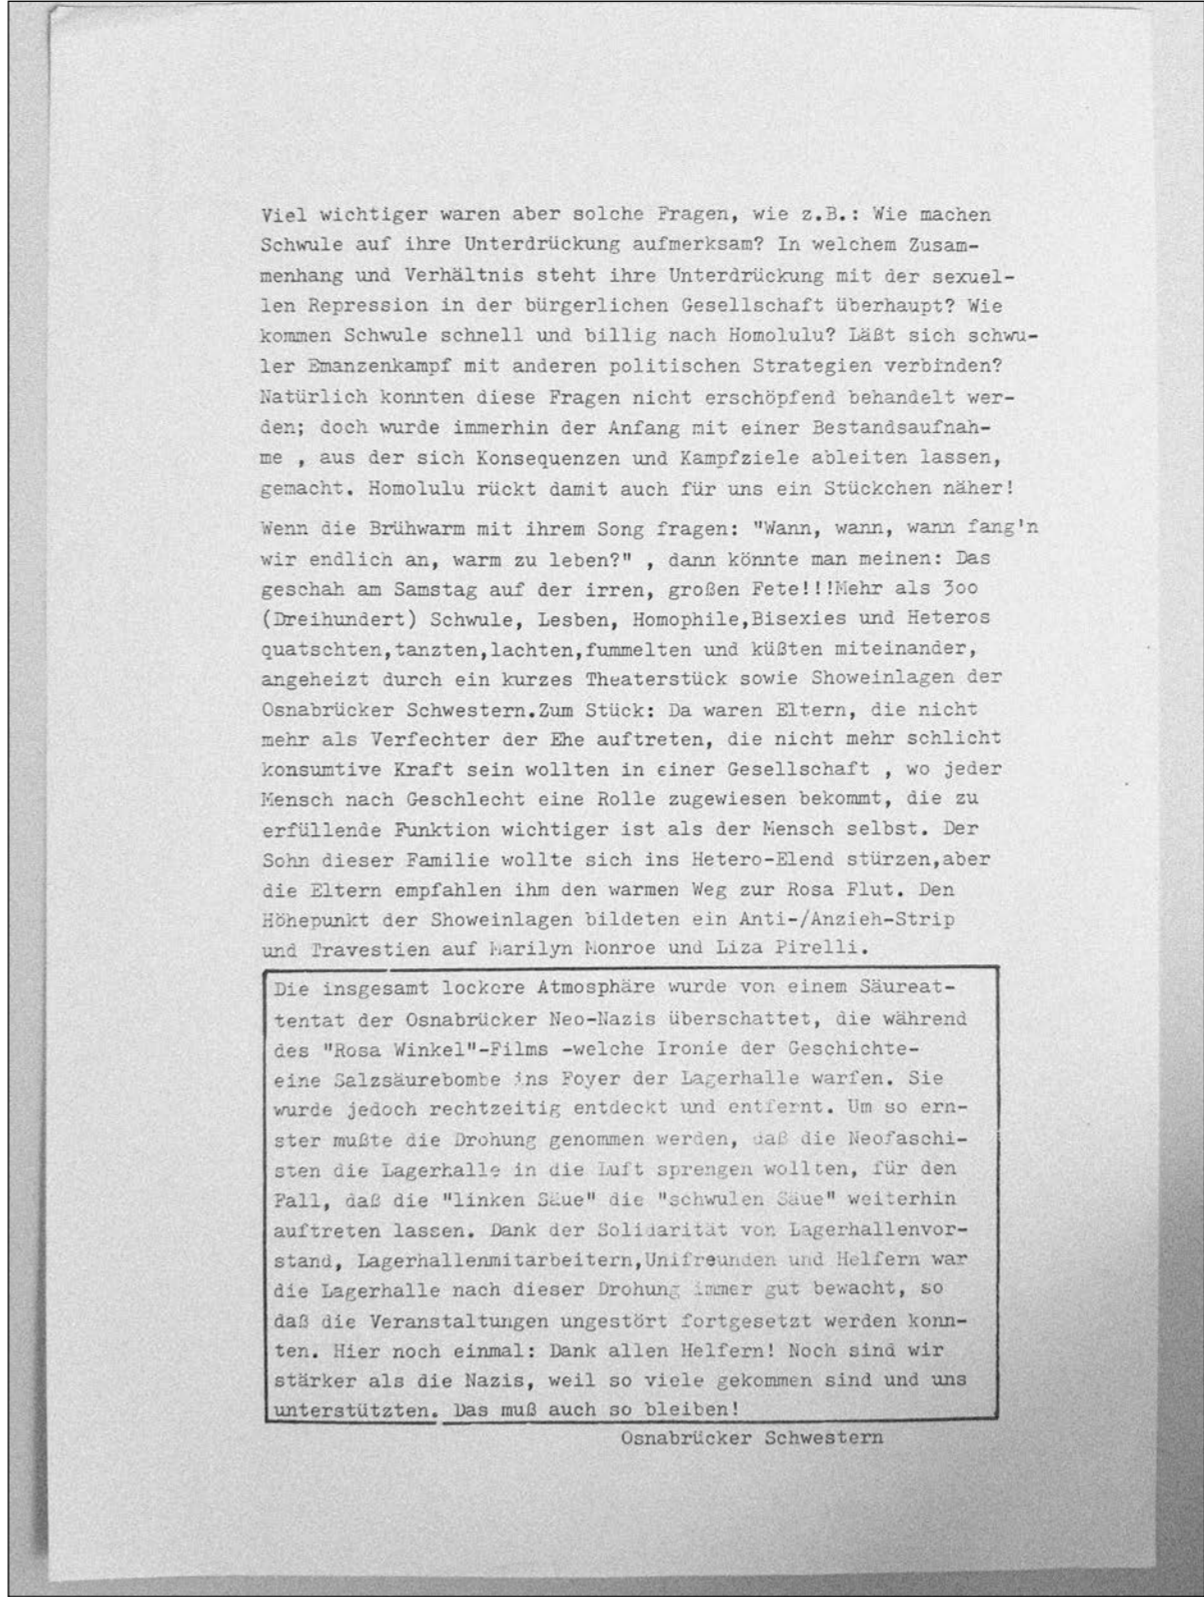 Viel wichtiger waren aber solche Fragen, wie z.B.: Wie machen
Schwule auf ihre Unterdrückung aufmerksam? In welchem Zusam-
menhang und Verhältnis steht ihre Unterdrückung mit der sexuel-
len Repression in der bürgerlichen Gesellschaft überhaupt? Wie
kommen Schwule schnell und billig nach Homolulu? Läßt sich schwu-
ler Emanzenkampf mit anderen politischen Strategien verbinden?
Natürlich konnten diese Fragen nicht erschöpfend behandelt wer-
den; doch wurde immerhin der Anfang mit einer Bestandsaufnah-
me , aus der sich Konsequenzen und Kampfziele ableiten lassen,
gemacht. Homolulu rückt damit auch für uns ein Stückchen näher!
Wenn die Brühwarm mit ihrem Song fragen: "Wann, wann, wann fang'n
wir endlich an, warm zu leben?" , dann könnte man meinen: Das
geschah am Samstag auf der irren, großen Fete!!!Mehr als 3oo
(Dreihundert) Schwule, Lesben, Homophile,Bisexies und Heteros
quatschten,tanzten,lachten,fummelten und küßten miteinander,
angeheizt durch ein kurzes Theaterstück sowie Showeinlagen der
Osnabrücker Schwestern.Zum Stück: Da waren Eltern, die nicht
mehr als Verfechter der Ehe auftreten, die nicht mehr schlicht
konsumtive Kraft sein wollten in einer Gesellschaft , wo jeder
Mensch nach Geschlecht eine Rolle zugewiesen bekommt, die zu
erfüllende Funktion wichtiger ist als der Mensch selbst. Der
Sohn dieser Familie wollte sich ins Hetero-Elend stürzen,aber
die Eltern empfahlen ihm den warmen Weg zur Rosa Flut. Den
Höhepunkt der Showeinlagen bildeten ein Anti-/Anzieh-Strip
und Travestien auf Marilyn Monroe und Liza Pirelli.
Die insgesamt lockere Atmosphäre wurde von einem Säureat-
tentat der Osnabrücker Neo-Nazis überschattet, die während
des "Rosa Winkel"-Films -welche Ironie der Geschichte-
eine Salzsäurebombe ins Foyer der Lagerhalle warfen. Sie
wurde jedoch rechtzeitig entdeckt und entfernt. Um so ern-
ster mußte die Drohung genommen werden, daß die Neofaschi-
sten die Lagerhalle in die Luft sprengen wollten, für den
Fall, daß die "linken Säue" die "schwulen Säue" weiterhin
auftreten lassen. Dank der Solidarität von Lagerhallenvor-
stand, Lagerhallenmitarbeitern,Unifreunden und Helfern war
die Lagerhalle nach dieser Drohung immer gut bewacht, so
daß die Veranstaltungen ungestört fortgesetzt werden konn-
ten. Hier noch einmal: Dank allen Helfern! Noch sind wir
stärker als die Nazis, weil so viele gekommen sind und uns
unterstützten. Das muß auch so bleiben!
Osnabrücker Schwestern